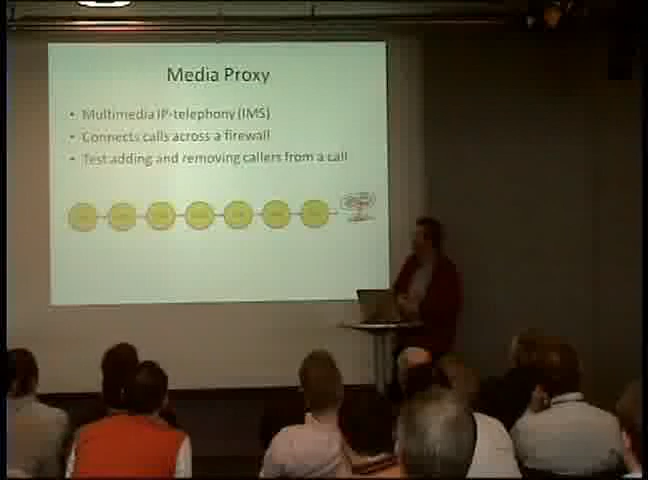 Media Proxy
• Multimedia IP-telephony (IMS)
• Connects calls across a firewall
• Test adding and removing callers from a call